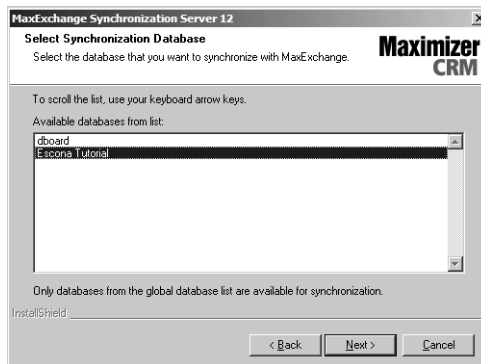 MaxExchange Synchronization Server 12
Select Synchronization Database
Select the database that you want to synchronize with MaxExchange.
Maximizer
CRM
To scroll the list, use your keyboard arrow keys.
Available databases from list:
dboard
Escona Tutorial
Only databases from the global database list are available for synchronization.
InstallShield
< Back
Next >
Cancel